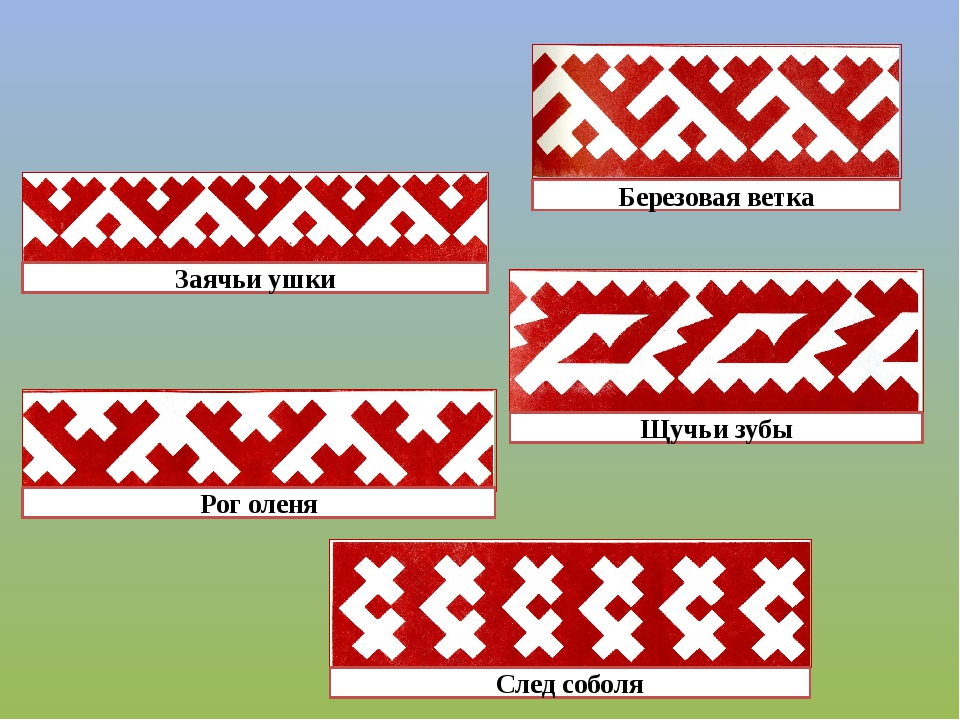 Березовая ветка
Заячьи ушки
Щучьи зубы
Рог оленя
След соболя